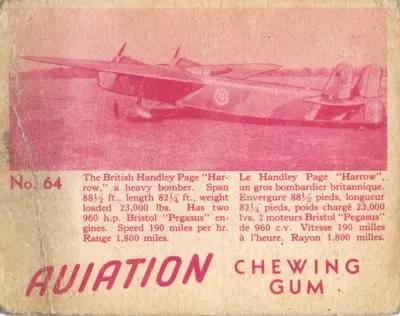 No. 64
The British Handley Page "Har-
row," a heavy bomber. Span
88½ ft., length 82¼ ft., weight
loaded 23,000 lbs. Has two
960 h.p. Bristol "Pegasus" en-
gines. Speed 190 miles per hr.
Range 1,800 miles.
Le Handley Page "Harrow".
un gros bombardier britannique.
Envergure 88½ pieds, longueur
82¼ pieds, poids chargé 23,000
lvs. 2 moteurs Bristol "Pegasus"
de 960 c.v. Vitesse 190 milles
à l'heure. Rayon 1,800 milles.
AVIATION CHEWING
GUM